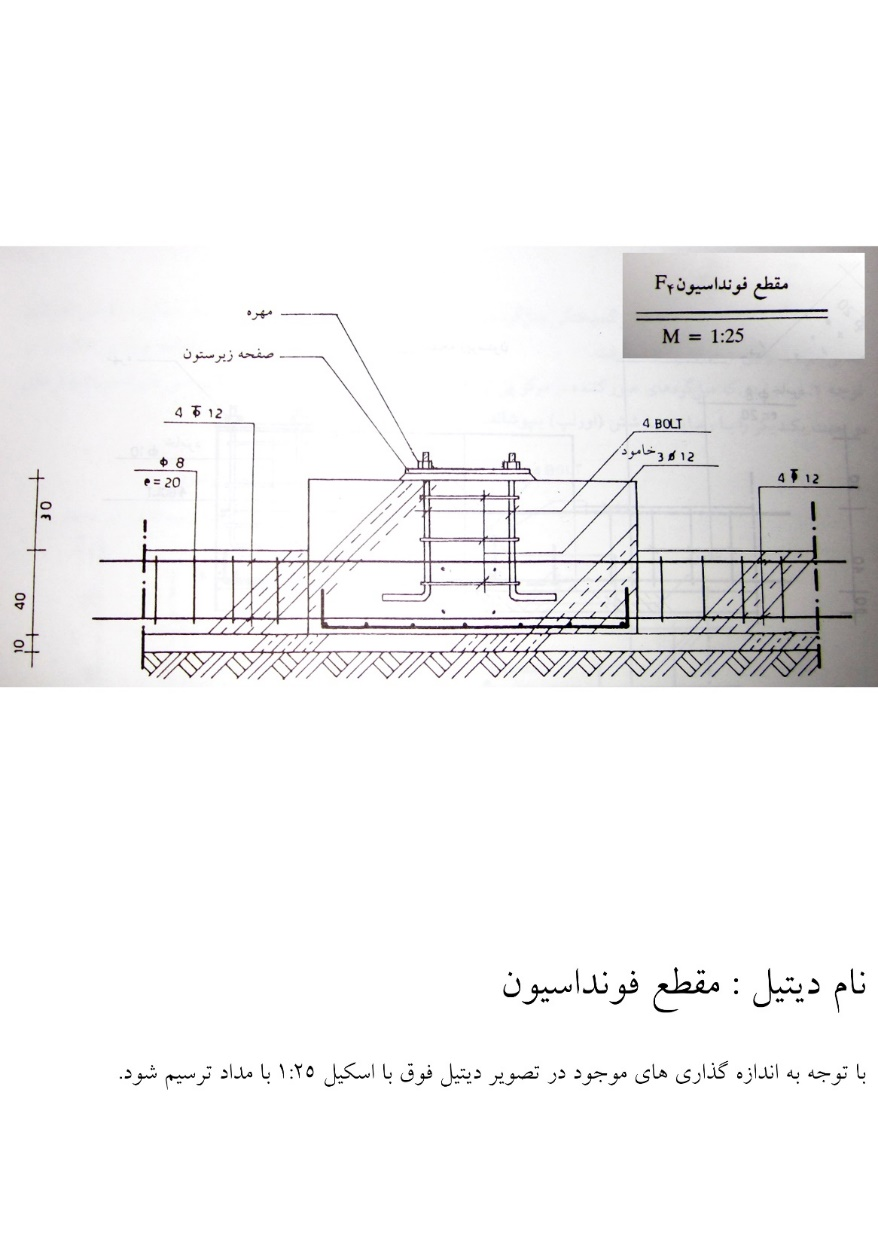 مقطع فونداسیون F۴
M = 1:25
مهره
صفحه زیرستون
4 Φ 12
4 BOLT
خاموت 3 ø 12
Φ 8
e = 20
4 Φ 12
30
40
10
نام دیتیل : مقطع فونداسیون
با توجه به اندازه گذاری های موجود در تصویر دیتیل فوق با اسکیل ۱:۲۵ با مداد ترسیم شود.